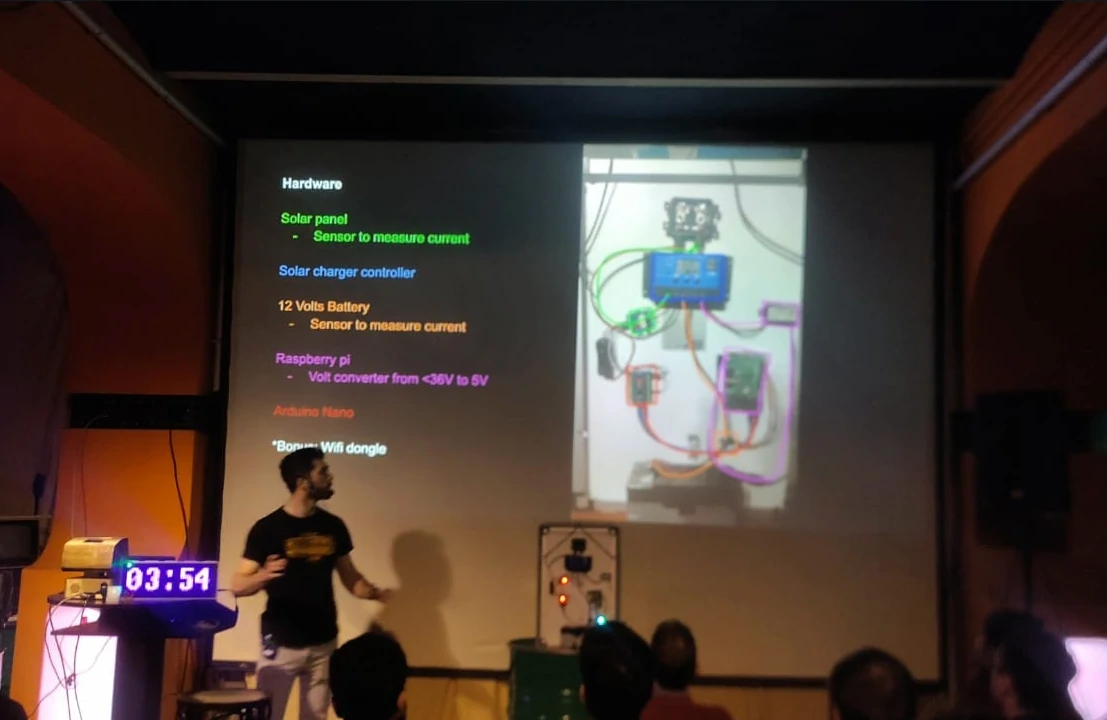 Hardware
Solar panel
- Sensor to measure current
Solar charger controller
12 Volts Battery
- Sensor to measure current
Raspberry pi
- Volt converter from <36V to 5V
Arduino Nano
*Bonus: Wifi dongle
03:54